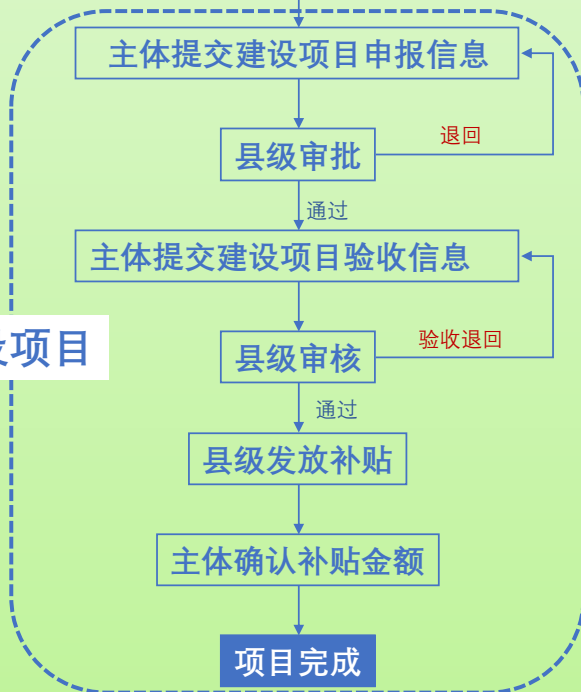 主体提交建设项目申报信息
退回
县级审批
通过
主体提交建设项目验收信息
项目
验收退回
县级审核
通过
县级发放补贴
主体确认补贴金额
项目完成